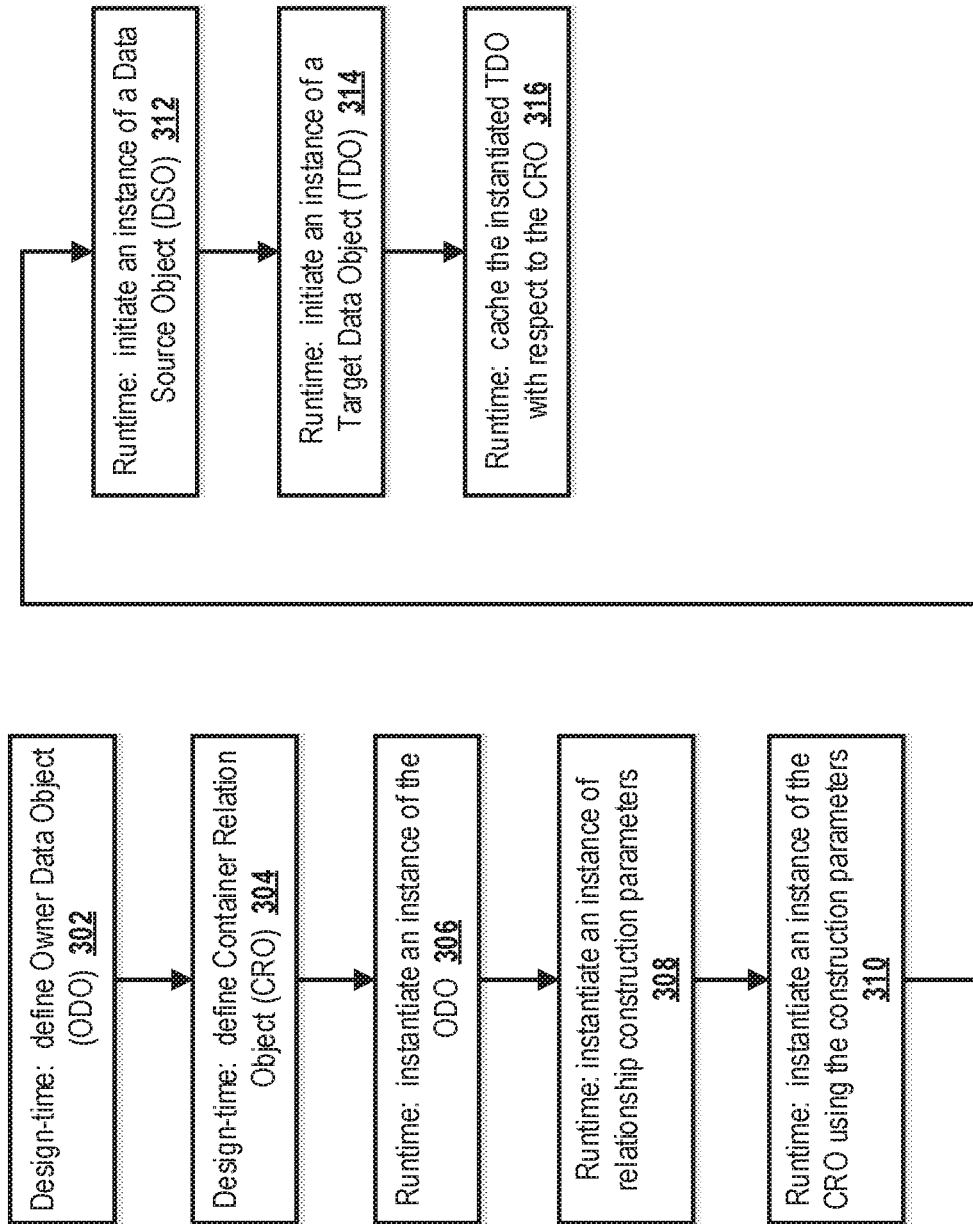 Design-time: define Owner Data Object
(ODO) 302
Design-time: define Container Relation
Object (CRO) 304
Runtime: instantiate an instance of the
ODO 306
Runtime: instantiate an instance of
relationship construction parameters
308
Runtime: instantiate an instance of the
CRO using the construction parameters
310
Runtime: initiate an instance of a Data
Source Object (DSO) 312
Runtime: initiate an instance of a
Target Data Object (TDO) 314
Runtime: cache the instantiated TDO
with respect to the CRO 316